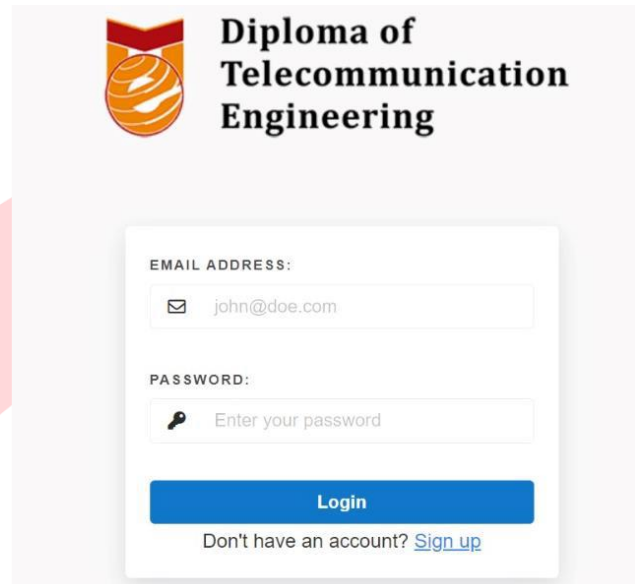 Diploma of
Telecommunication
Engineering
EMAIL ADDRESS:
john@doe.com
PASSWORD:
Enter your password
Login
Don't have an account? Sign up